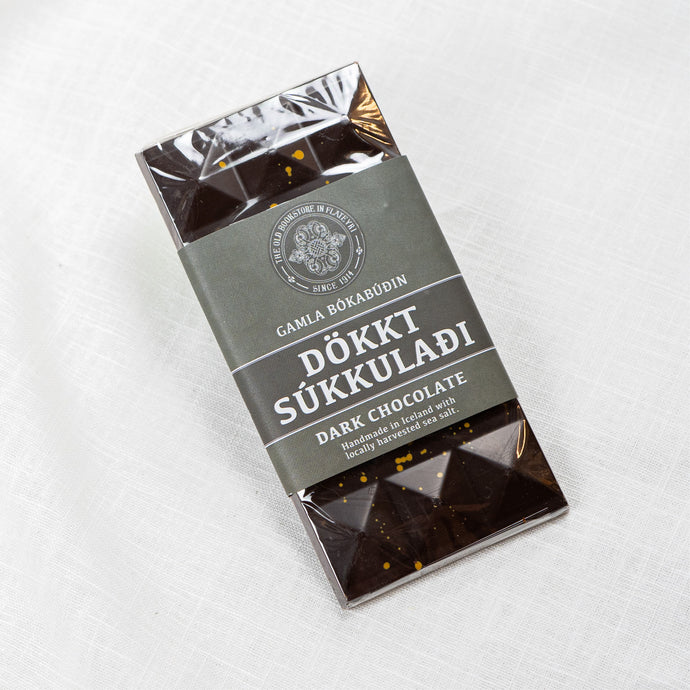 THE OLD BOOKSTORE IN FLATEYRI
SINCE 1914
GAMLA BÓKABÚÐIN
DÖKKT
SÚKKULAÐI
DARK CHOCOLATE
Handmade in Iceland with
locally harvested sea salt.